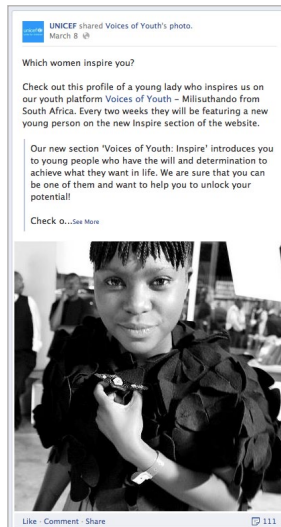 unicef
UNICEF shared Voices of Youth's photo.
March 8
Which women inspire you?
Check out this profile of a young lady who inspires us on
our youth platform Voices of Youth – Milisuthando from
South Africa. Every two weeks they will be featuring a new
young person on the new Inspire section of the website.
Our new section 'Voices of Youth: Inspire' introduces you
to young people who have the will and determination to
achieve what they want in life. We are sure that you can
be one of them and want to help you to unlock your
potential!
Check o...See More
Like · Comment · Share 111